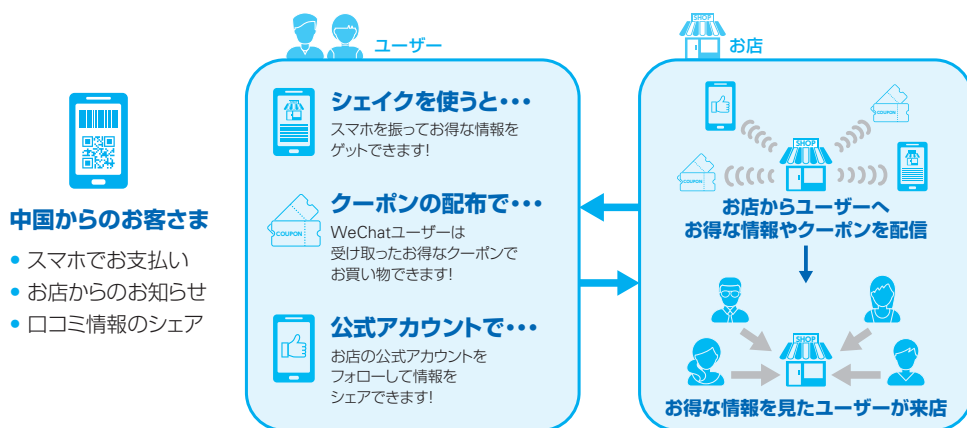 中国からのお客さま
• スマホでお支払い
• お店からのお知らせ
• 口コミ情報のシェア
ユーザー
シェイクを使うと・・・
スマホを振ってお得な情報を
ゲットできます!
COUPON
クーポンの配布で・・・
WeChatユーザーは
受け取ったお得なクーポンで
お買い物できます!
公式アカウントで・・・
お店の公式アカウントを
フォローして情報を
シェアできます!
SHOP
お店
COUPON
SHOP
COUPON
お店からユーザーへ
お得な情報やクーポンを配信
SHOP
お得な情報を見たユーザーが来店